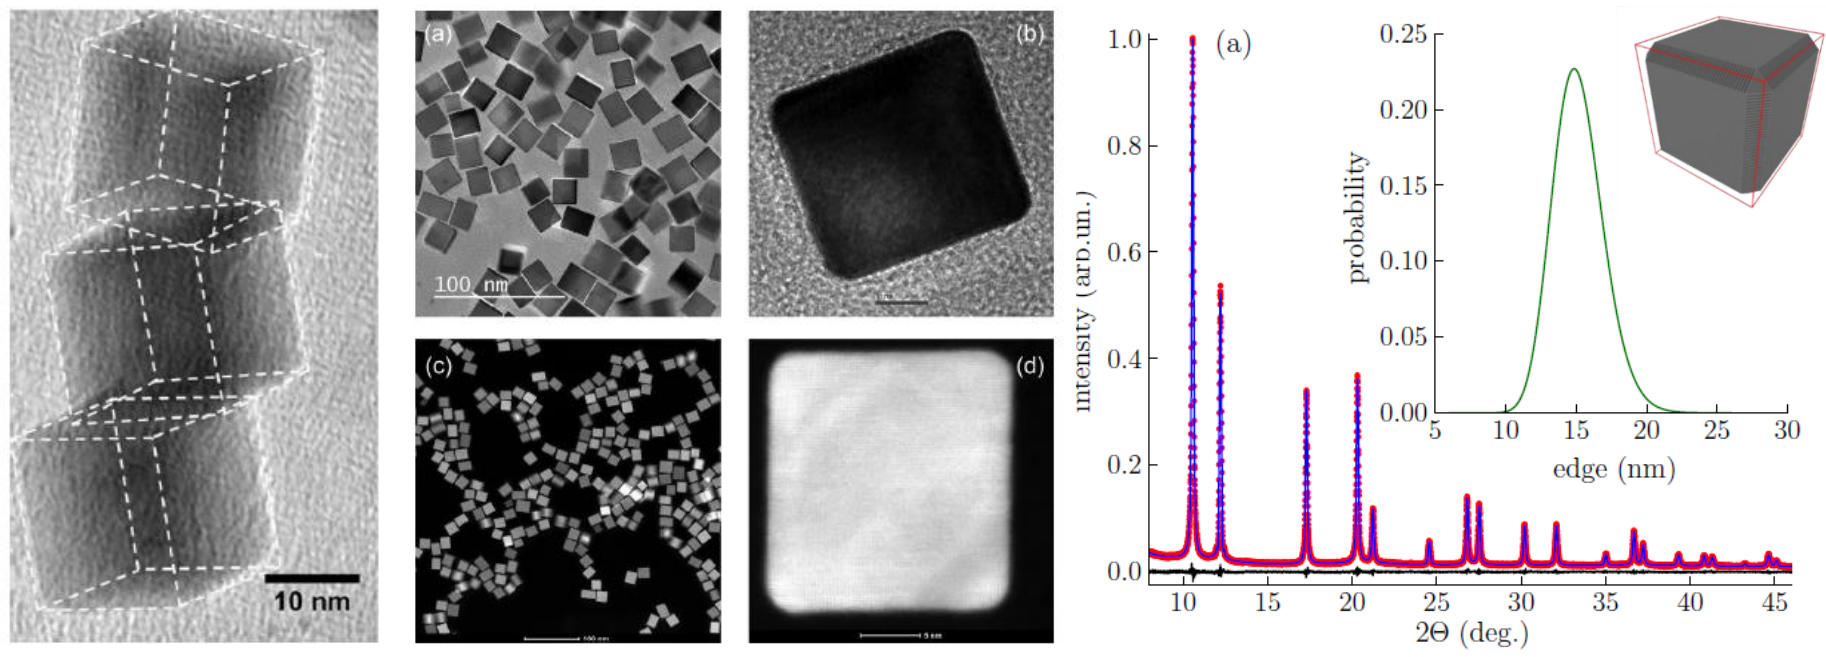 10 nm
(a)
100 nm
(b)
(c)
(d)
5 nm
(a)
intensity (arb.un.)
1.0
0.8
0.6
0.4
0.2
0.0
10 15 20 25 30 35 40 45
2Θ (deg.)
probability
0.25
0.20
0.15
0.10
0.05
0.00
5 10 15 20 25 30
edge (nm)